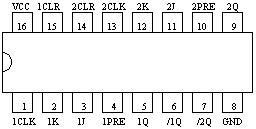 VCC 1CLR 2CLR 2CLK 2K 2J 2PRE 2Q
16 15 14 13 12 11 10 9
1 2 3 4 5 6 7 8
1CLK 1K 1J 1PRE 1Q /1Q /2Q GND